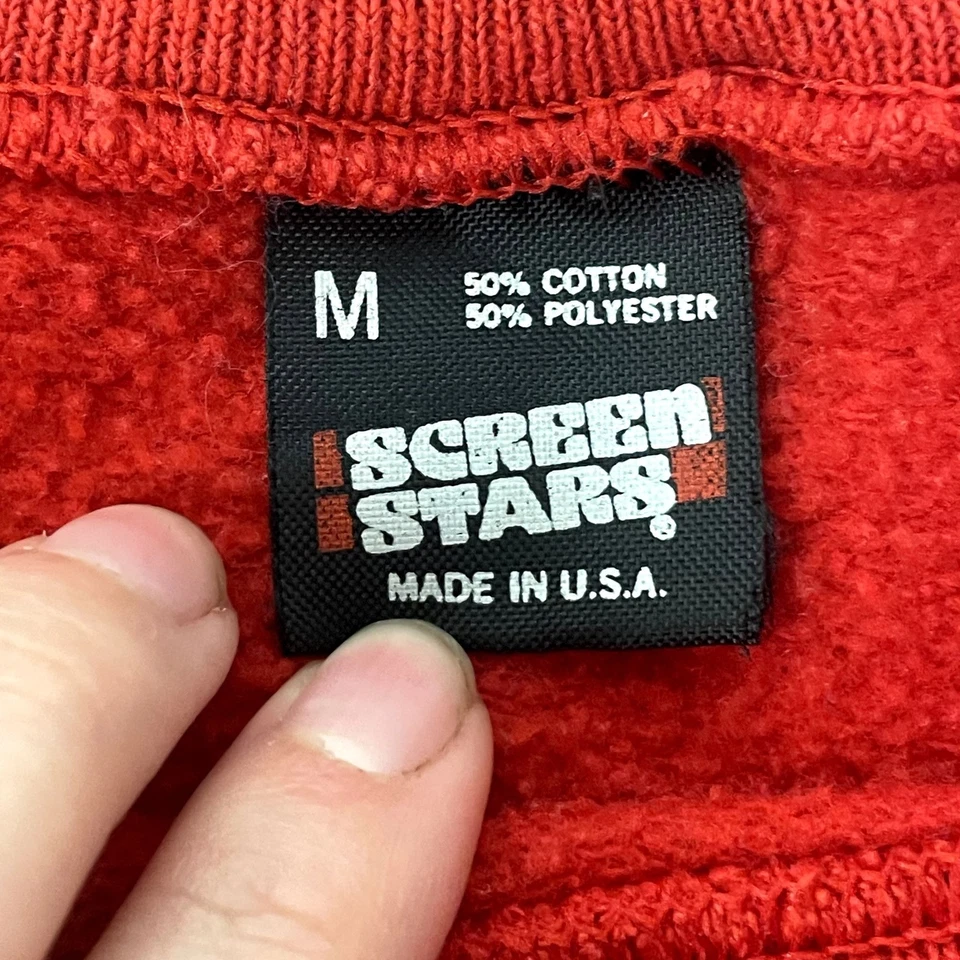 M
50% COTTON
50% POLYESTER
SCREEN
STARS®
MADE IN U.S.A.